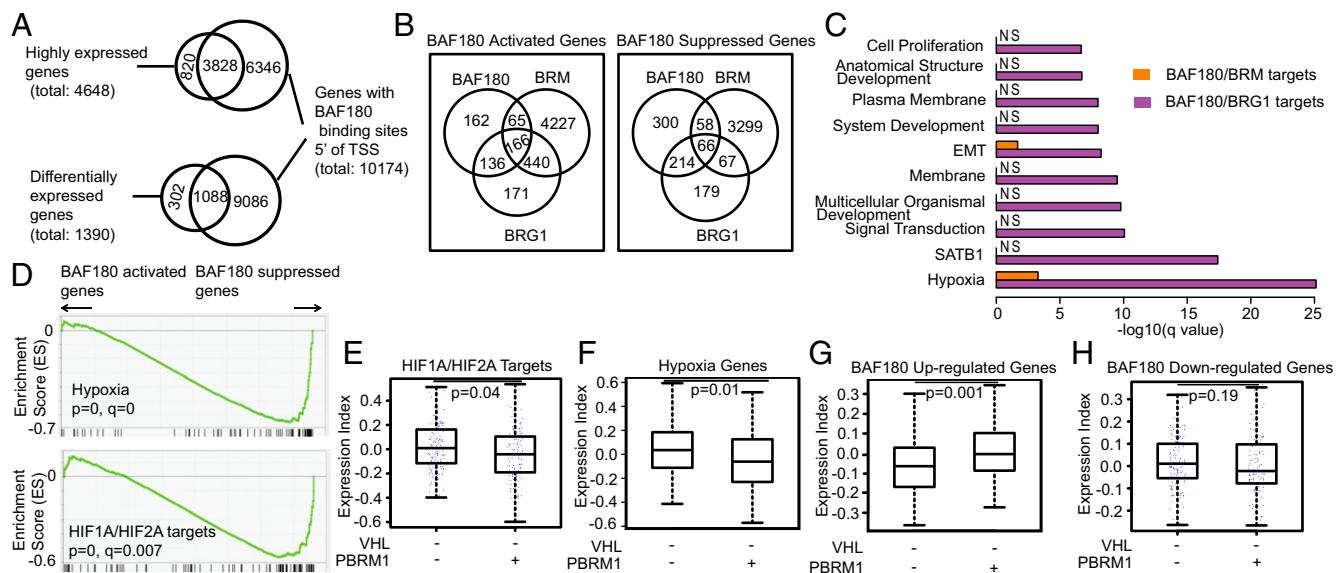 A
Highly expressed
genes
(total: 4648)
820
3828
6346
Genes with
BAF180
binding sites
5' of TSS
(total: 10174)
Differentially
expressed
genes
(total: 1390)
302
1088
9086
B
BAF180 Activated Genes
BAF180
BRM
162
65
4227
166
136
440
171
BRG1
BAF180 Suppressed Genes
BAF180
BRM
300
58
3299
66
214
67
179
BRG1
C
Cell Proliferation
NS
Anatomical Structure
Development
NS
Plasma Membrane
NS
System Development
NS
EMT
Membrane
NS
Multicellular Organismal
Development
NS
Signal Transduction
NS
SATB1
NS
Hypoxia
BAF180/BRM targets
BAF180/BRG1 targets
0 5 10 15 20 25
-log10(q value)
D
BAF180 activated
genes
BAF180 suppressed
genes
Enrichment
Score (ES)
0
-0.7
Hypoxia
p=0, q=0
Enrichment
Score (ES)
0
-0.6
HIF1A/HIF2A targets
p=0, q=0.007
E
HIF1A/HIF2A Targets
p=0.04
Expression Index
0.4
0.2
0.0
-0.2
-0.4
-0.6
VHL - -
PBRM1 - +
F
Hypoxia Genes
p=0.01
Expression Index
0.6
0.4
0.2
0.0
-0.2
-0.4
-0.6
VHL - -
PBRM1 - +
G
BAF180 Up-regulated Genes
p=0.001
Expression Index
0.3
0.2
0.1
0.0
-0.1
-0.2
-0.3
VHL - -
PBRM1 - +
H
BAF180 Down-regulated Genes
p=0.19
Expression Index
0.3
0.2
0.1
0.0
-0.1
-0.2
VHL - -
PBRM1 - +